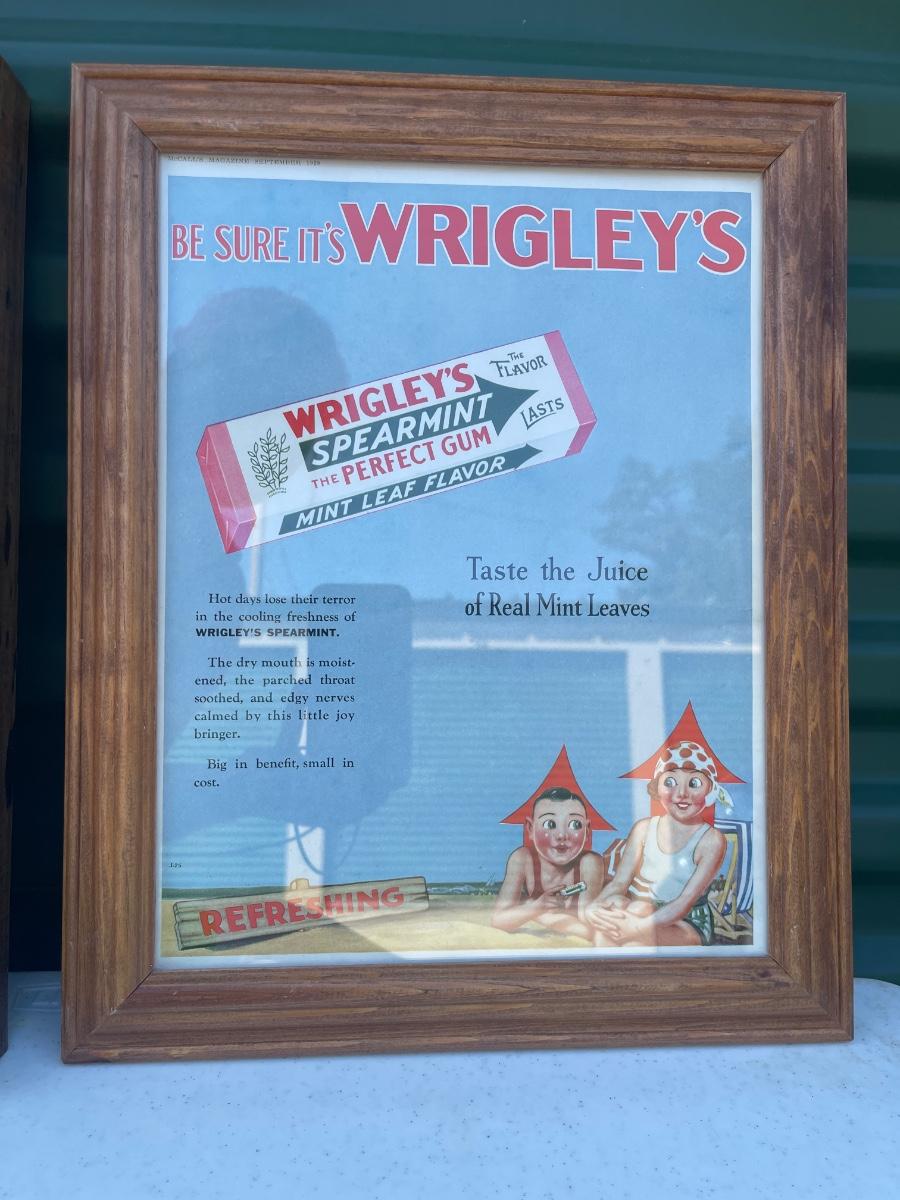 McCALL'S MAGAZINE SEPTEMBER 1928
BE SURE IT'S WRIGLEY'S
WRIGLEY'S
SPEARMINT
THE PERFECT GUM
MINT LEAF FLAVOR
THE
FLAVOR
LASTS
Taste the Juice
of Real Mint Leaves
Hot days lose their terror
in the cooling freshness of
WRIGLEY'S SPEARMINT.
The dry mouth is moist-
ened, the parched throat
soothed, and edgy nerves
calmed by this little joy
bringer.
Big in benefit, small in
cost.
REFRESHING